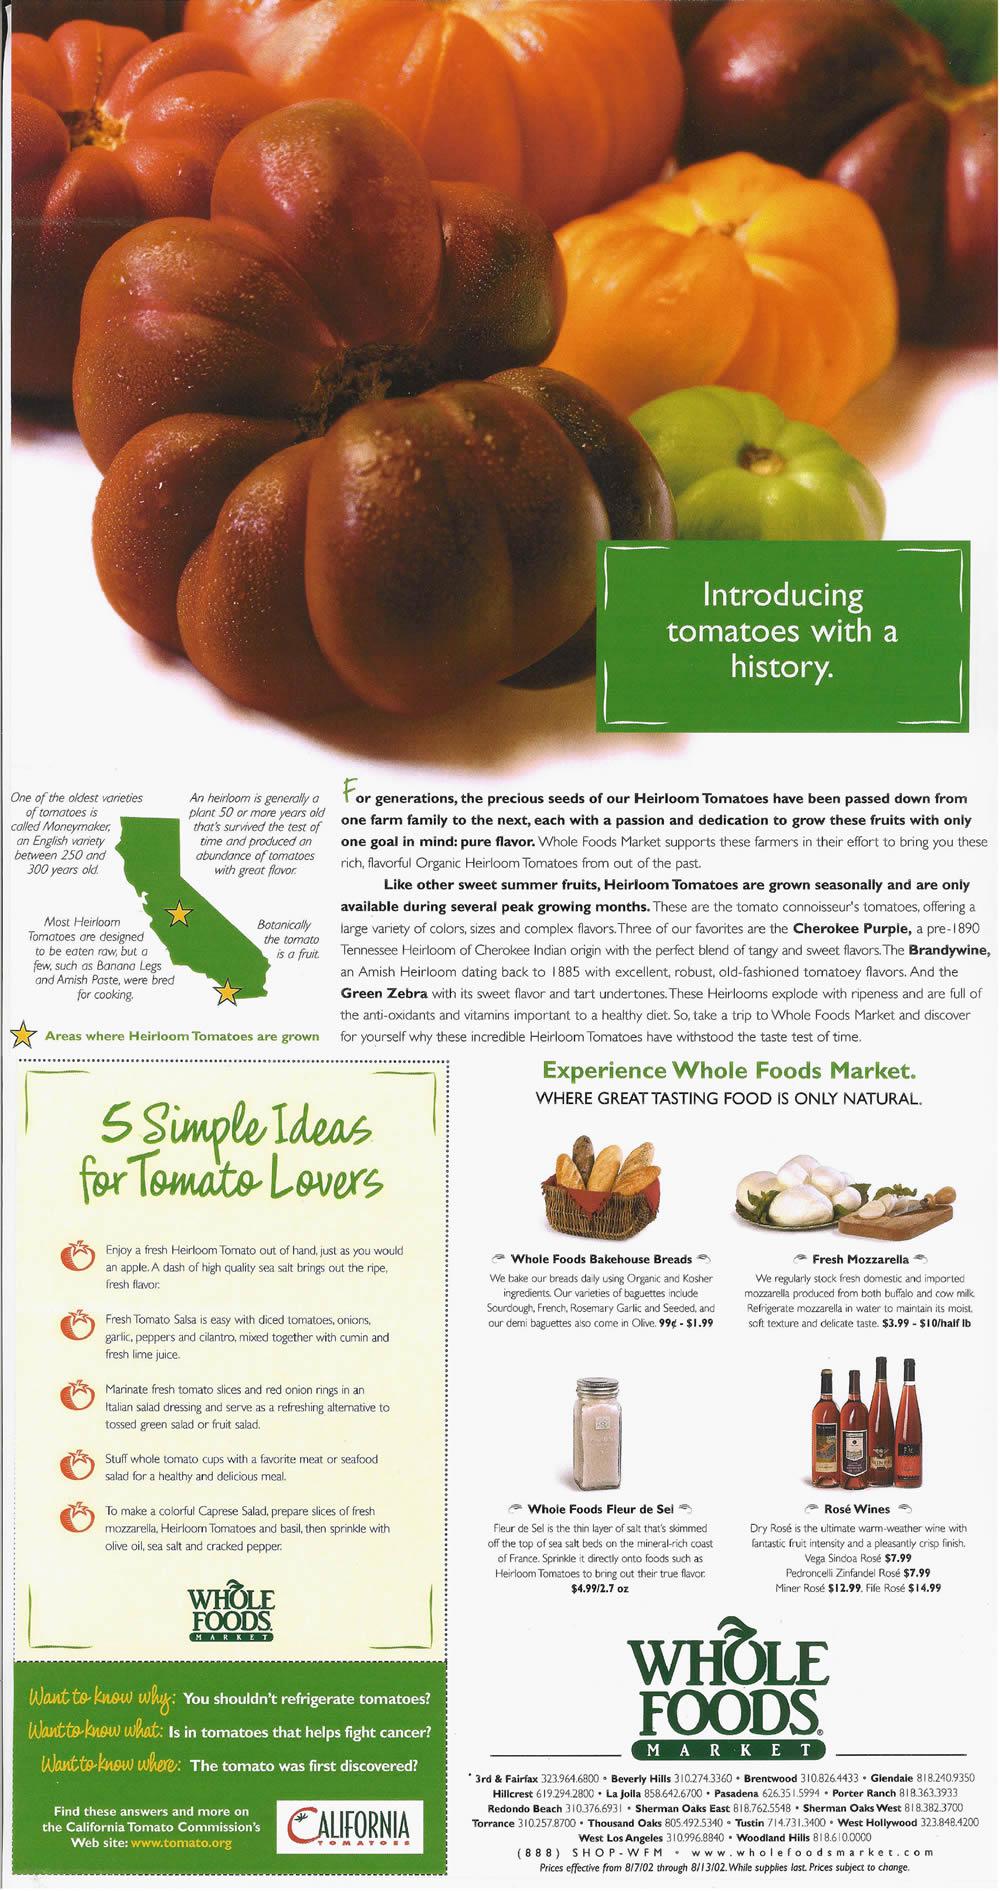 Introducing
tomatoes with a
history.
One of the oldest varieties
of tomatoes is
called Moneymaker,
an English variety
between 250 and
300 years old.
An heirloom is generally a
plant 50 or more years old
that's survived the test of
time and produced an
abundance of tomatoes
with great flavor.
Most Heirloom
Tomatoes are designed
to be eaten raw, but a
few, such as Banana Legs
and Amish Paste, were bred
for cooking.
Botanically
the tomato
is a fruit.
Areas where Heirloom Tomatoes are grown
For generations, the precious seeds of our Heirloom Tomatoes have been passed down from
one farm family to the next, each with a passion and dedication to grow these fruits with only
one goal in mind: pure flavor. Whole Foods Market supports these farmers in their effort to bring you these
rich, flavorful Organic Heirloom Tomatoes from out of the past.
Like other sweet summer fruits, Heirloom Tomatoes are grown seasonally and are only
available during several peak growing months. These are the tomato connoisseur's tomatoes, offering a
large variety of colors, sizes and complex flavors. Three of our favorites are the Cherokee Purple, a pre-1890
Tennessee Heirloom of Cherokee Indian origin with the perfect blend of tangy and sweet flavors. The Brandywine,
an Amish Heirloom dating back to 1885 with excellent, robust, old-fashioned tomatoey flavors. And the
Green Zebra with its sweet flavor and tart undertones. These Heirlooms explode with ripeness and are full of
the anti-oxidants and vitamins important to a healthy diet. So, take a trip to Whole Foods Market and discover
for yourself why these incredible Heirloom Tomatoes have withstood the taste test of time.
5 Simple Ideas
for Tomato Lovers
Enjoy a fresh Heirloom Tomato out of hand, just as you would
an apple. A dash of high quality sea salt brings out the ripe,
fresh flavor.
Fresh Tomato Salsa is easy with diced tomatoes, onions,
garlic, peppers and cilantro, mixed together with cumin and
fresh lime juice.
Marinate fresh tomato slices and red onion rings in an
Italian salad dressing and serve as a refreshing alternative to
tossed green salad or fruit salad.
Stuff whole tomato cups with a favorite meat or seafood
salad for a healthy and delicious meal.
To make a colorful Caprese Salad, prepare slices of fresh
mozzarella, Heirloom Tomatoes and basil, then sprinkle with
olive oil, sea salt and cracked pepper.
WHOLE
FOODS
MARKET
Want to know why: You shouldn't refrigerate tomatoes?
Want to know what: Is in tomatoes that helps fight cancer?
Want to know where: The tomato was first discovered?
Find these answers and more on
the California Tomato Commission's
Web site: www.tomato.org
CALIFORNIA
TOMATOES
Experience Whole Foods Market.
WHERE GREAT TASTING FOOD IS ONLY NATURAL.
Whole Foods Bakehouse Breads
We bake our breads daily using Organic and Kosher
ingredients. Our varieties of baguettes include
Sourdough, French, Rosemary Garlic and Seeded, and
our demi baguettes also come in Olive. 99¢ - $1.99
Fresh Mozzarella
We regularly stock fresh domestic and imported
mozzarella produced from both buffalo and cow milk.
Refrigerate mozzarella in water to maintain its moist,
soft texture and delicate taste. $3.99 - $10/half lb
Whole Foods Fleur de Sel
Fleur de Sel is the thin layer of salt that's skimmed
off the top of sea salt beds on the mineral-rich coast
of France. Sprinkle it directly onto foods such as
Heirloom Tomatoes to bring out their true flavor.
$4.99/2.7 oz
Rosé Wines
Dry Rosé is the ultimate warm-weather wine with
fantastic fruit intensity and a pleasantly crisp finish.
Vega Sindoa Rosé $7.99
Pedroncelli Zinfandel Rosé $7.99
Miner Rosé $12.99, Fife Rosé $14.99
WHOLE
FOODS®
MARKET
• 3rd & Fairfax 323.964.6800 • Beverly Hills 310.274.3360 • Brentwood 310.826.4433 • Glendale 818.240.9350
Hillcrest 619.294.2800 • La Jolla 858.642.6700 • Pasadena 626.351.5994 • Porter Ranch 818.363.3933
Redondo Beach 310.376.6931 • Sherman Oaks East 818.762.5548 • Sherman Oaks West 818.382.3700
Torrance 310.257.8700 • Thousand Oaks 805.492.5340 • Tustin 714.731.3400 • West Hollywood 323.848.4200
West Los Angeles 310.996.8840 • Woodland Hills 818.610.0000
(888) SHOP-WFM • www.wholefoodsmarket.com
Prices effective from 8/7/02 through 8/13/02. While supplies last. Prices subject to change.